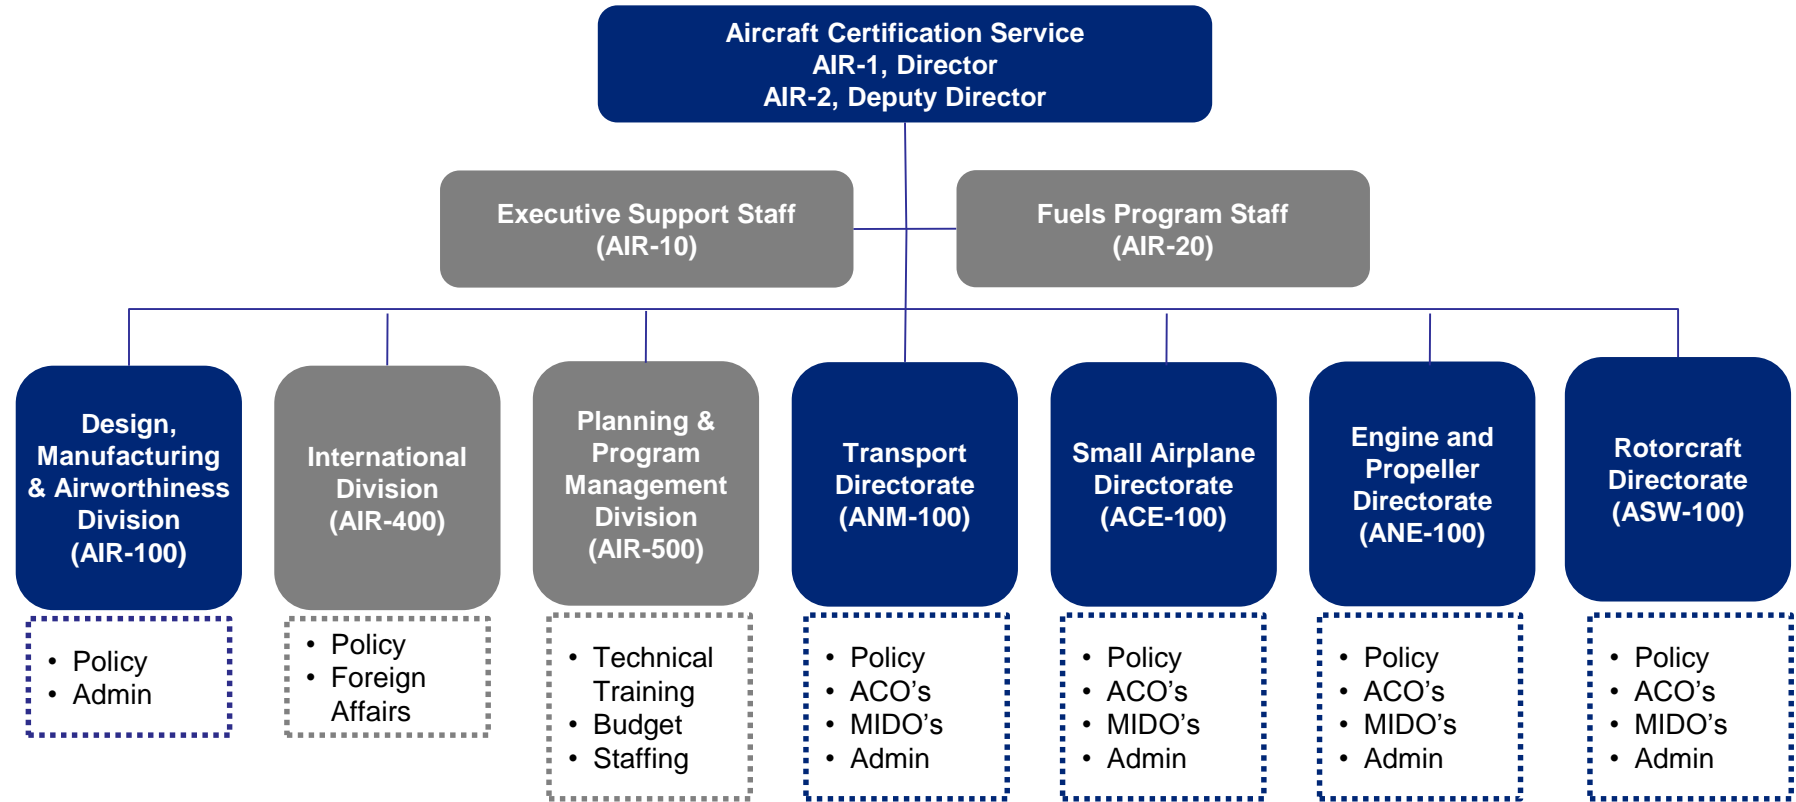 Aircraft Certification Service
AIR-1, Director
AIR-2, Deputy Director
Executive Support Staff
(AIR-10)
Fuels Program Staff
(AIR-20)
Design,
Manufacturing
& Airworthiness
Division
(AIR-100)
International
Division
(AIR-400)
Planning &
Program
Management
Division
(AIR-500)
Transport
Directorate
(ANM-100)
Small Airplane
Directorate
(ACE-100)
Engine and
Propeller
Directorate
(ANE-100)
Rotorcraft
Directorate
(ASW-100)
• Policy
• Admin
• Policy
• Foreign
Affairs
• Technical
Training
• Budget
• Staffing
• Policy
• ACO’s
• MIDO’s
• Admin
• Policy
• ACO’s
• MIDO’s
• Admin
• Policy
• ACO’s
• MIDO’s
• Admin
• Policy
• ACO’s
• MIDO’s
• Admin